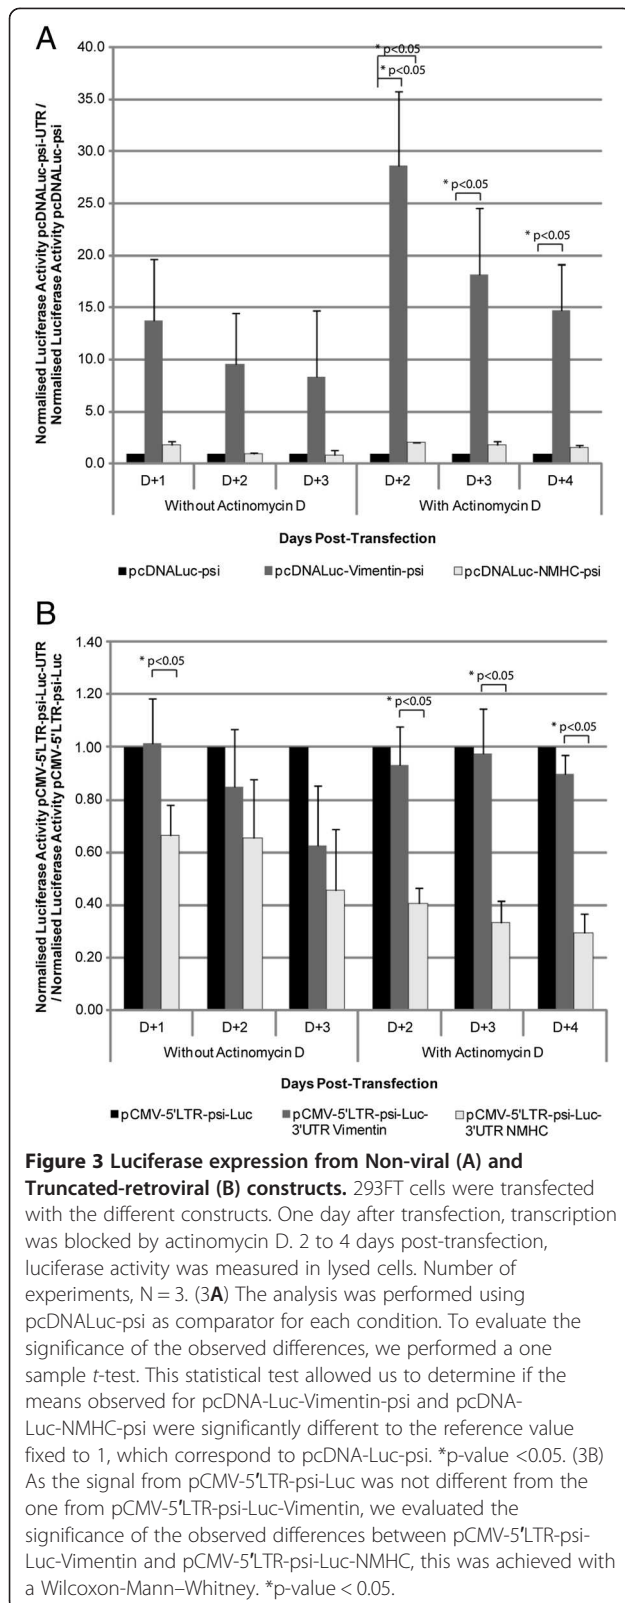 A
Normalised Luciferase Activity pcDNALuc-psi-UTR /
Normalised Luciferase Activity pcDNALuc-psi
40.0
35.0
30.0
25.0
20.0
15.0
10.0
5.0
0.0
* p<0.05
* p<0.05
* p<0.05
* p<0.05
D+1 D+2 D+3 D+2 D+3 D+4
Without Actinomycin D With Actinomycin D
Days Post-Transfection
pcDNALuc-psi pcDNALuc-Vimentin-psi pcDNALuc-NMHC-psi
B
Normalised Luciferase Activity pCMV-5'LTR-psi-Luc-UTR
/ Normalised Luciferase Activity pCMV-5'LTR-psi-Luc
1.40
1.20
1.00
0.80
0.60
0.40
0.20
0.00
* p<0.05
* p<0.05
* p<0.05
* p<0.05
D+1 D+2 D+3 D+2 D+3 D+4
Without Actinomycin D With Actinomycin D
Days Post-Transfection
pCMV-5'LTR-psi-Luc pCMV-5'LTR-psi-Luc- pCMV-5'LTR-psi-Luc-
3'UTR Vimentin 3'UTR NMHC
Figure 3 Luciferase expression from Non-viral (A) and
Truncated-retroviral (B) constructs. 293FT cells were transfected
with the different constructs. One day after transfection, transcription
was blocked by actinomycin D. 2 to 4 days post-transfection,
luciferase activity was measured in lysed cells. Number of
experiments, N = 3. (3A) The analysis was performed using
pcDNALuc-psi as comparator for each condition. To evaluate the
significance of the observed differences, we performed a one
sample t-test. This statistical test allowed us to determine if the
means observed for pcDNA-Luc-Vimentin-psi and pcDNA-
Luc-NMHC-psi were significantly different to the reference value
fixed to 1, which correspond to pcDNA-Luc-psi. *p-value <0.05. (3B)
As the signal from pCMV-5'LTR-psi-Luc was not different from the
one from pCMV-5'LTR-psi-Luc-Vimentin, we evaluated the
significance of the observed differences between pCMV-5'LTR-psi-
Luc-Vimentin and pCMV-5'LTR-psi-Luc-NMHC, this was achieved with
a Wilcoxon-Mann–Whitney. *p-value < 0.05.